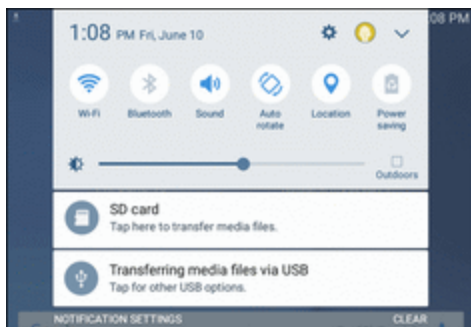 08 PM
1:08 PM Fri, June 10
Wi-Fi Bluetooth Sound Auto rotate Location Power saving
Outdoors
SD card
Tap here to transfer media files.
Transferring media files via USB
Tap for other USB options.
NOTIFICATION SETTINGS CLEAR